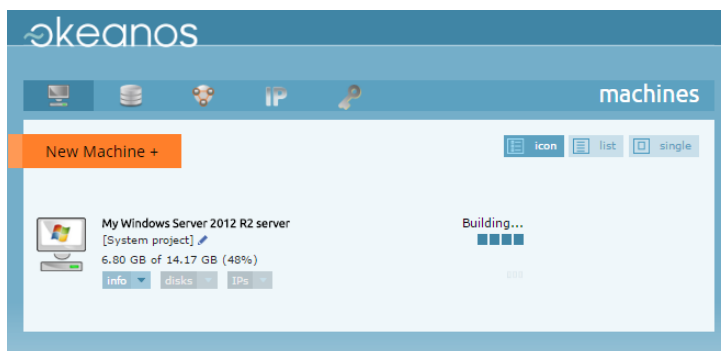 ~okeanos
IP
machines
New Machine +
icon
list
single
My Windows Server 2012 R2 server
[System project]
6.80 GB of 14.17 GB (48%)
info
disks
IPs
Building...